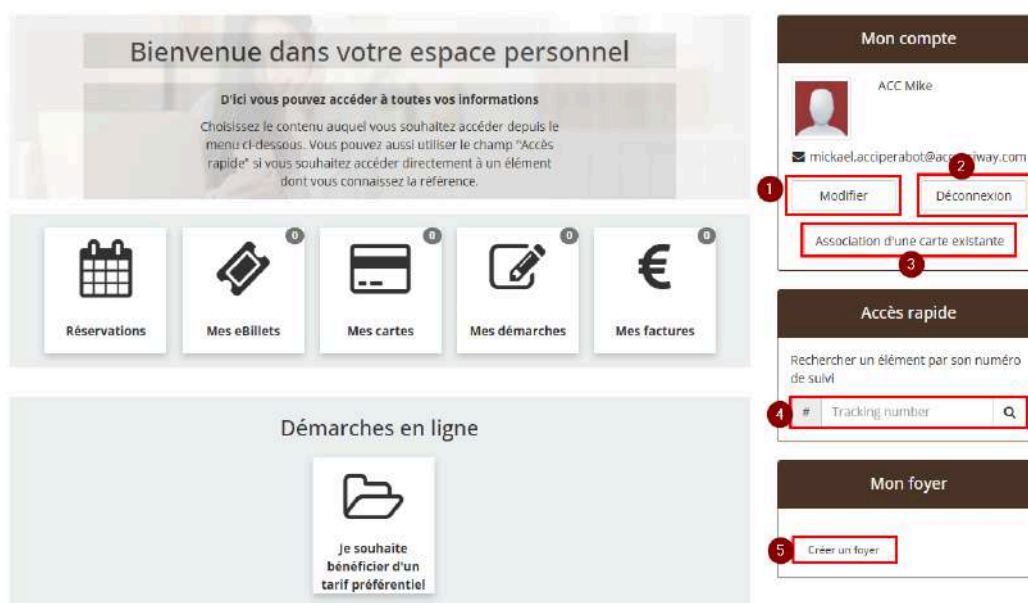 Bienvenue dans votre espace personnel
D'ici vous pouvez accéder à toutes vos informations
Choisissez le contenu auquel vous souhaitez accéder depuis le
menu ci-dessous. Vous pouvez aussi utiliser le champ "Accès
rapide" si vous souhaitez accéder directement à un élément
dont vous connaissez la référence.
Réservations
0
Mes eBillets
0
Mes cartes
0
Mes démarches
0
Mes factures
Démarches en ligne
Je souhaite
bénéficier d'un
tarif préférentiel
Mon compte
ACC Mike
2
1
Modifier
Déconnexion
Association d'une carte existante
3
Accès rapide
Rechercher un élément par son numéro
de suivi
4
# Tracking number
Mon foyer
5
Créer un foyer